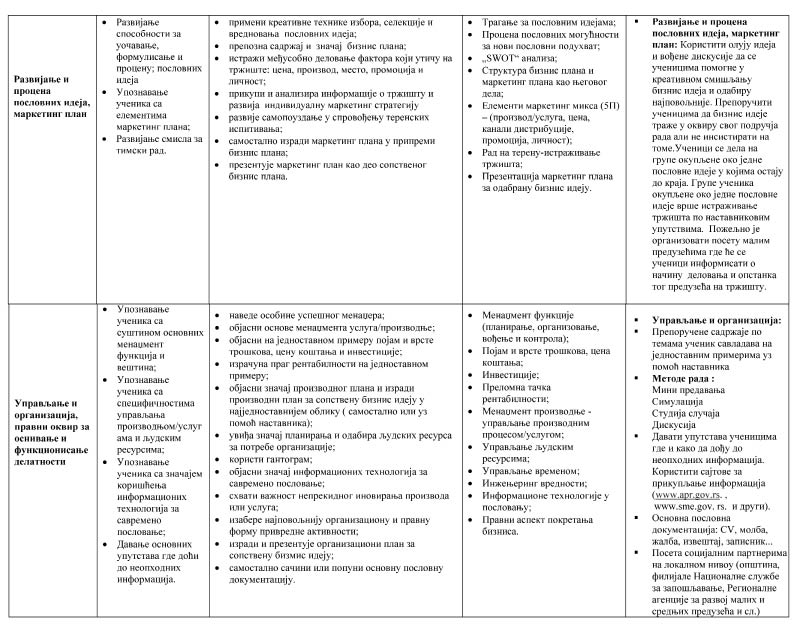 Развијање и
процена
пословних идеја,
маркетинг план
Развијање
способности за
уочавање,
формулисање и
процену; пословних
идеја
Упознавање
ученика са
елементима
маркетинг плана;
Развијање смисла за
тимски рад.
примени креативне технике избора, селекције и
вредновања пословних идеја;
препозна садржај и значај бизнис плана;
истражи међусобно деловање фактора који утичу на
тржиште: цена, производ, место, промоција и
личност;
прикупи и анализира информације о тржишту и
развија индивидуалну маркетинг стратегију
развије самопоуздање у спровођењу теренских
испитивања;
самостално изради маркетинг плана у припреми
бизнис плана;
презентује маркетинг план као део сопственог
бизнис плана.
Трагање за пословним идејама;
Процена пословних могућности
за нови пословни подухват;
„SWOT“ анализа;
Структура бизнис плана и
маркетинг плана као његовог
дела;
Елементи маркетинг микса (5П)
– (производ/услуга, цена,
канали дистрибуције,
промоција, личност);
Рад на терену-истраживање
тржишта;
Презентација маркетинг плана
за одабрану бизнис идеју.
Развијање и процена
пословних идеја, маркетинг
план: Користити олују идеја
и вођене дискусије да се
ученицима помогне у
креативном смишљању
бизнис идеја и одабиру
најповољније. Препоручити
ученицима да бизнис идеје
траже у оквиру свог подручја
рада али не инсистирати на
томе.Ученици се дела на
групе окупљене око једне
пословне идеје у којима остају
до краја. Групе ученика
окупљене око једне пословне
идеје врше истраживање
тржишта по наставниковим
упутствима. Пожељно је
организовати посету малим
предузећима где ће се
ученици информисати о
начину деловања и опстанка
тог предузећа на тржишту.
Управљање и
организација,
правни оквир за
оснивање и
функционисање
делатности
Упознавање
ученика са
суштином основних
менаџмент
функција и
вештина;
Упознавање
ученика са
специфичностима
управљања
производњом/услуг
ама и људским
ресурсима;
Упознавање
ученика са значајем
коришћења
информационих
технологија за
савремено
пословање;
Давање основних
упутстава где доћи
до неопходних
информација.
наведе особине успешног менаџера;
објасни основе менаџмента услуга/производње;
објасни на једноставном примеру појам и врсте
трошкова, цену коштања и инвестиције;
израчуна праг рентабилности на једноставном
примеру;
објасни значај производног плана и изради
производни план за сопствену бизнис идеју у
најједноставнијем облику ( самостално или уз
помоћ наставника);
увиђа значај планирања и одабира људских ресурса
за потребе организације;
користи гантограм;
објасни значај информационих технологија за
савремено пословање;
схвати важност непрекидног иновирања производа
или услуга;
изабере најповољнију организациону и правну
форму привредне активности;
изради и презентује организациони план за
сопствену бизмис идеју;
самостално сачини или попуни основну пословну
документацију.
Менаџмент функције
(планирање, организовање,
вођење и контрола);
Појам и врсте трошкова, цена
коштања;
Инвестиције;
Преломна тачка
рентабилности;
Менаџмент производње -
управљање производним
процесом/услугом;
Управљање људским
ресурсима;
Управљање временом;
Инжењеринг вредности;
Информационе технологије у
пословању;
Правни аспект покретања
бизниса.
Управљање и организација:
Препоручене садржаје по
темама ученик савладава на
једноставним примерима уз
помоћ наставника
Методе рада :
Мини предавања
Симулација
Студија случаја
Дискусија
Давати упутстава ученицима
где и како да дођу до
неопходних информација.
Користити сајтове за
прикупљање информација
(www.apr.gov.rs. ,
www.sme.gov. rs. и други).
Основна пословна
документација: CV, молба,
жалба, извештај, записник...
Посета социјалним партнерима
на локалном нивоу (општина,
филијале Националне службе
за запошљавање, Регионалне
агенције за развој малих и
средњих предузећа и сл.)